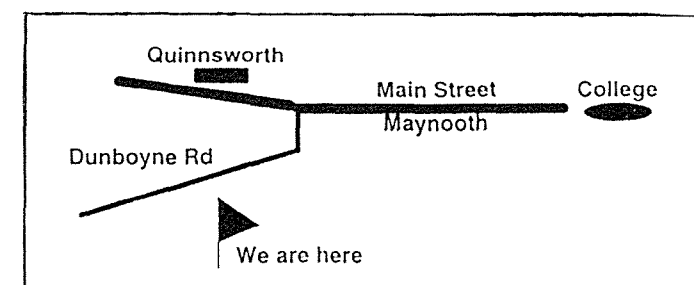 Quinnsworth
Main Street
College
Maynooth
Dunboyne Rd
We are here